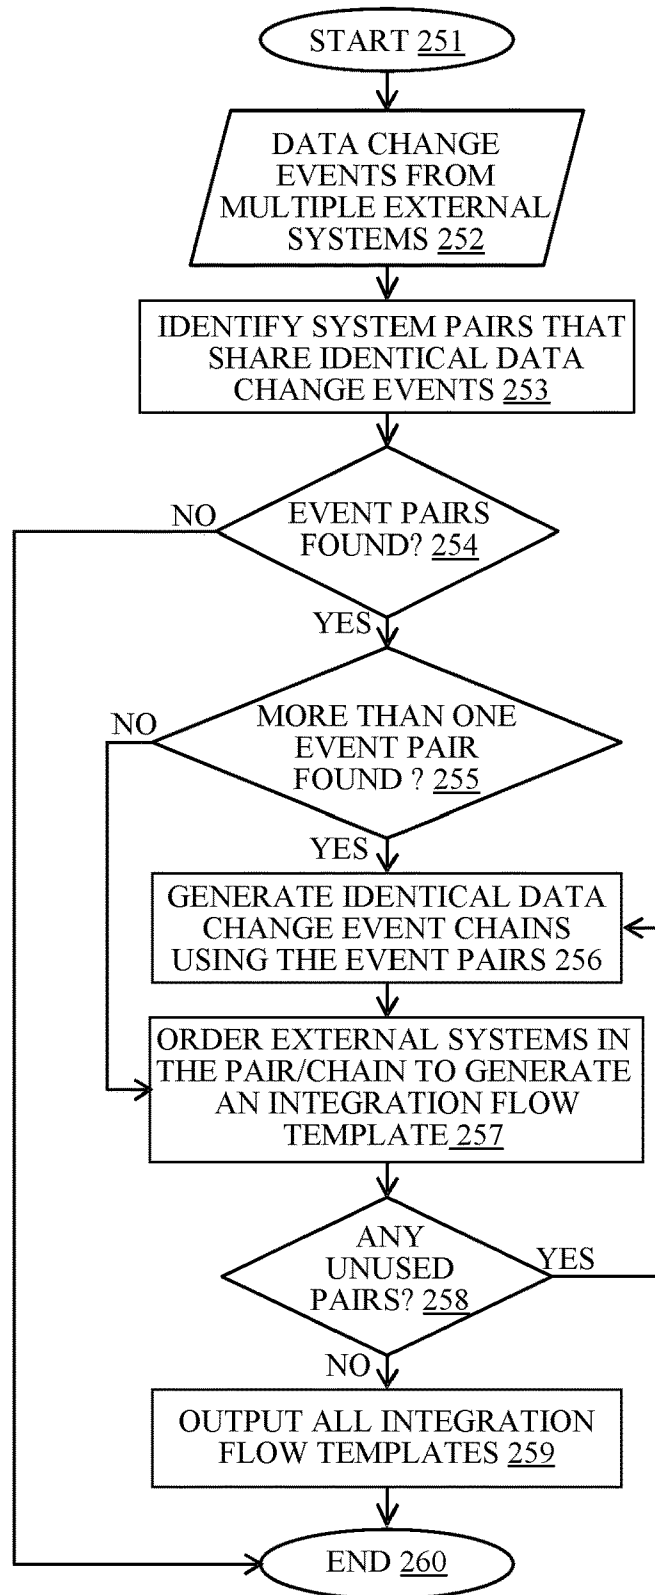 START 251
DATA CHANGE
EVENTS FROM
MULTIPLE EXTERNAL
SYSTEMS 252
IDENTIFY SYSTEM PAIRS THAT
SHARE IDENTICAL DATA
CHANGE EVENTS 253
NO
EVENT PAIRS
FOUND? 254
YES
NO
MORE THAN ONE
EVENT PAIR
FOUND ? 255
YES
GENERATE IDENTICAL DATA
CHANGE EVENT CHAINS
USING THE EVENT PAIRS 256
ORDER EXTERNAL SYSTEMS IN
THE PAIR/CHAIN TO GENERATE
AN INTEGRATION FLOW
TEMPLATE 257
ANY
UNUSED
PAIRS? 258
YES
NO
OUTPUT ALL INTEGRATION
FLOW TEMPLATES 259
END 260